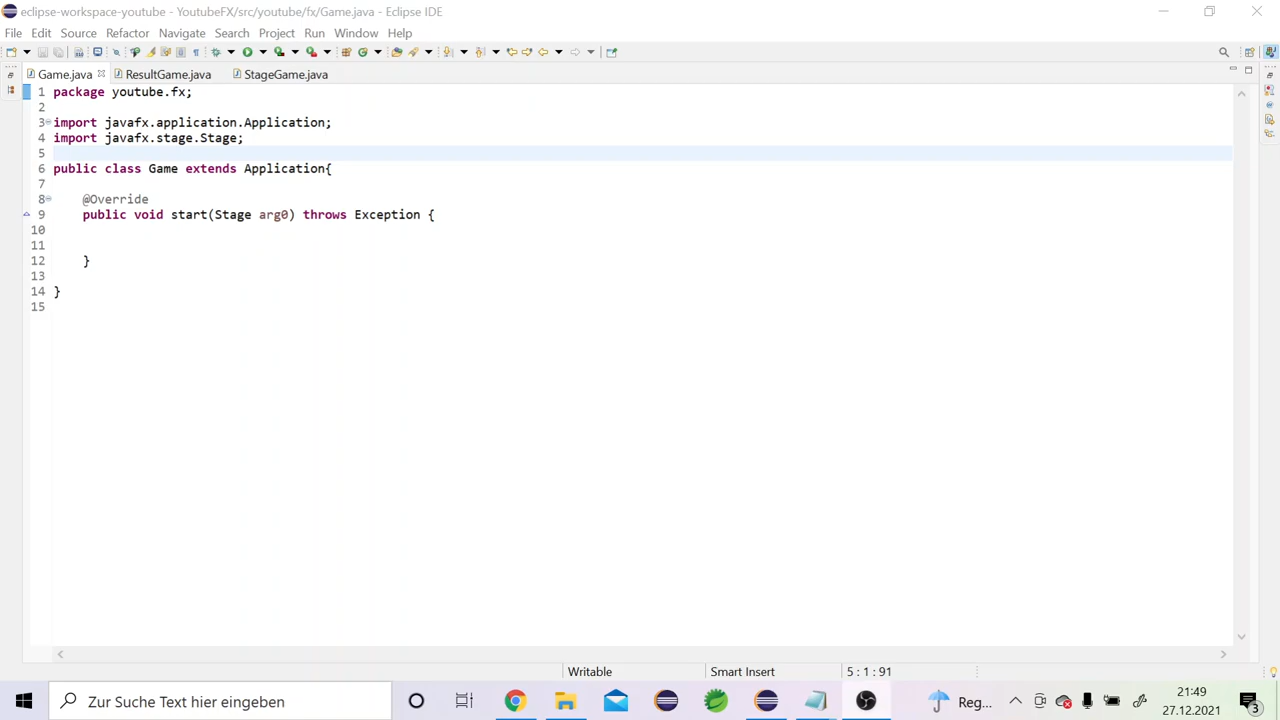 eclipse-workspace-youtube - YoutubeFX/src/youtube/fx/Game.java - Eclipse IDE
File Edit Source Refactor Navigate Search Project Run Window Help
Game.java ResultGame.java StageGame.java
1 package youtube.fx;
2
3 import javafx.application.Application;
4 import javafx.stage.Stage;
5
6 public class Game extends Application{
7
8 @Override
9 public void start(Stage arg0) throws Exception {
10
11
12 }
13
14 }
15
Writable Smart Insert 5 : 1 : 91
Zur Suche Text hier eingeben Reg... 21:49
27.12.2021 3